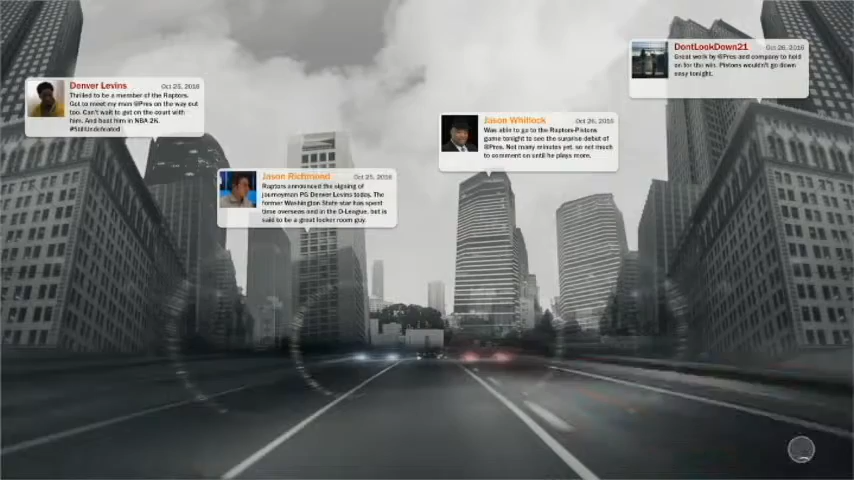 Denver Levins Oct 25, 2016
Thrilled to be a member of the Raptors.
Got to meet my man @Pres on the way out
too. Can't wait to get on the court with
him. And beat him in NBA 2K.
#StillUndefeated
Jason Richmond Oct 25, 2016
Raptors announced the signing of
journeyman PG Denver Levins today. The
former Washington State star has spent
time overseas and in the D-League, but is
said to be a great locker room guy.
Jason Whitlock Oct 26, 2016
Was able to go to the Raptors-Pistons
game tonight to see the surprise debut of
@Pres. Not many minutes yet, so not much
to comment on until he plays more.
DontLookDown21 Oct 26, 2016
Great work by @Pres and company to hold
on for the win. Pistons wouldn't go down
easy tonight.